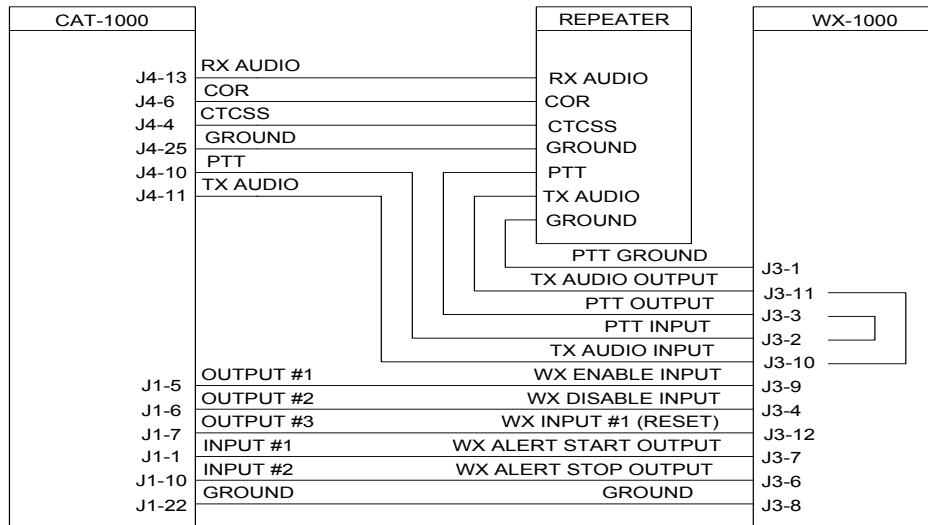 CAT-1000 REPEATER WX-1000
RX AUDIO
J4-13 RX AUDIO
COR
J4-6 COR
CTCSS
J4-4 CTCSS
GROUND
J4-25 GROUND
PTT
J4-10 PTT
TX AUDIO
J4-11 TX AUDIO
GROUND
PTT GROUND
J3-1
TX AUDIO OUTPUT
J3-11
PTT OUTPUT
J3-3
PTT INPUT
J3-2
TX AUDIO INPUT
J3-10
OUTPUT #1 WX ENABLE INPUT
J1-5 J3-9
OUTPUT #2 WX DISABLE INPUT
J1-6 J3-4
OUTPUT #3 WX INPUT #1 (RESET)
J1-7 J3-12
INPUT #1 WX ALERT START OUTPUT
J1-1 J3-7
INPUT #2 WX ALERT STOP OUTPUT
J1-10 J3-6
GROUND GROUND
J1-22 J3-8